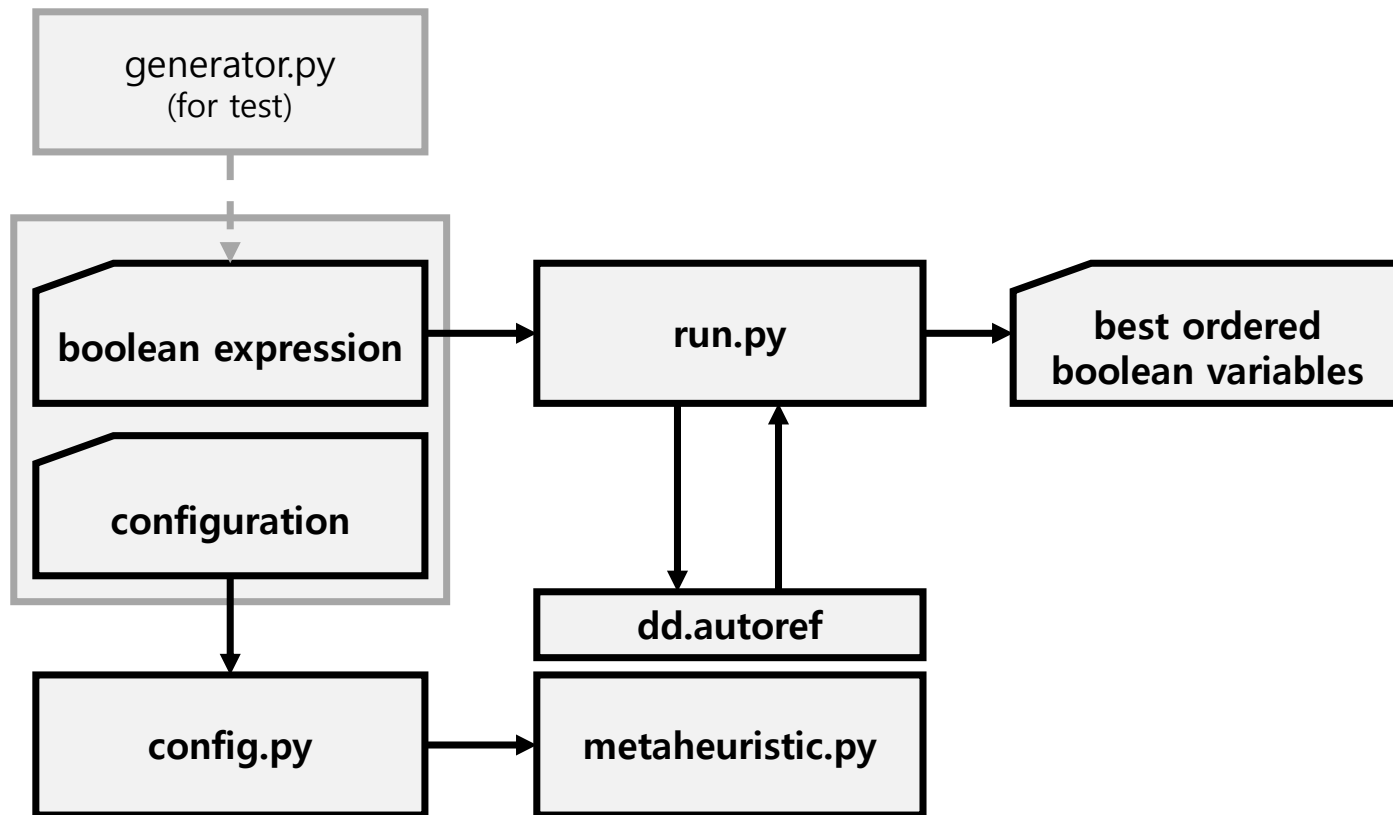 generator.py
(for test)
boolean expression
run.py
best ordered
boolean variables
configuration
dd.autoref
config.py
metaheuristic.py